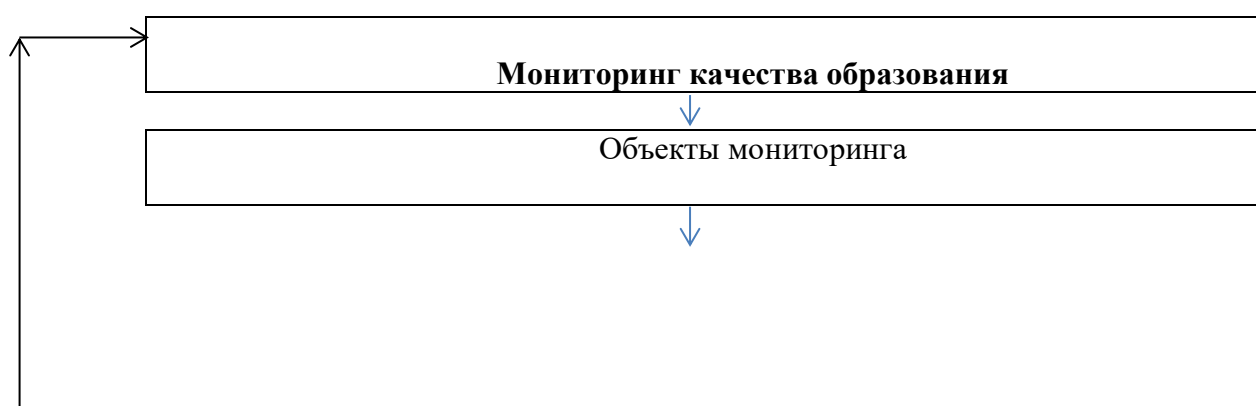 Мониторинг качества образования
Объекты мониторинга